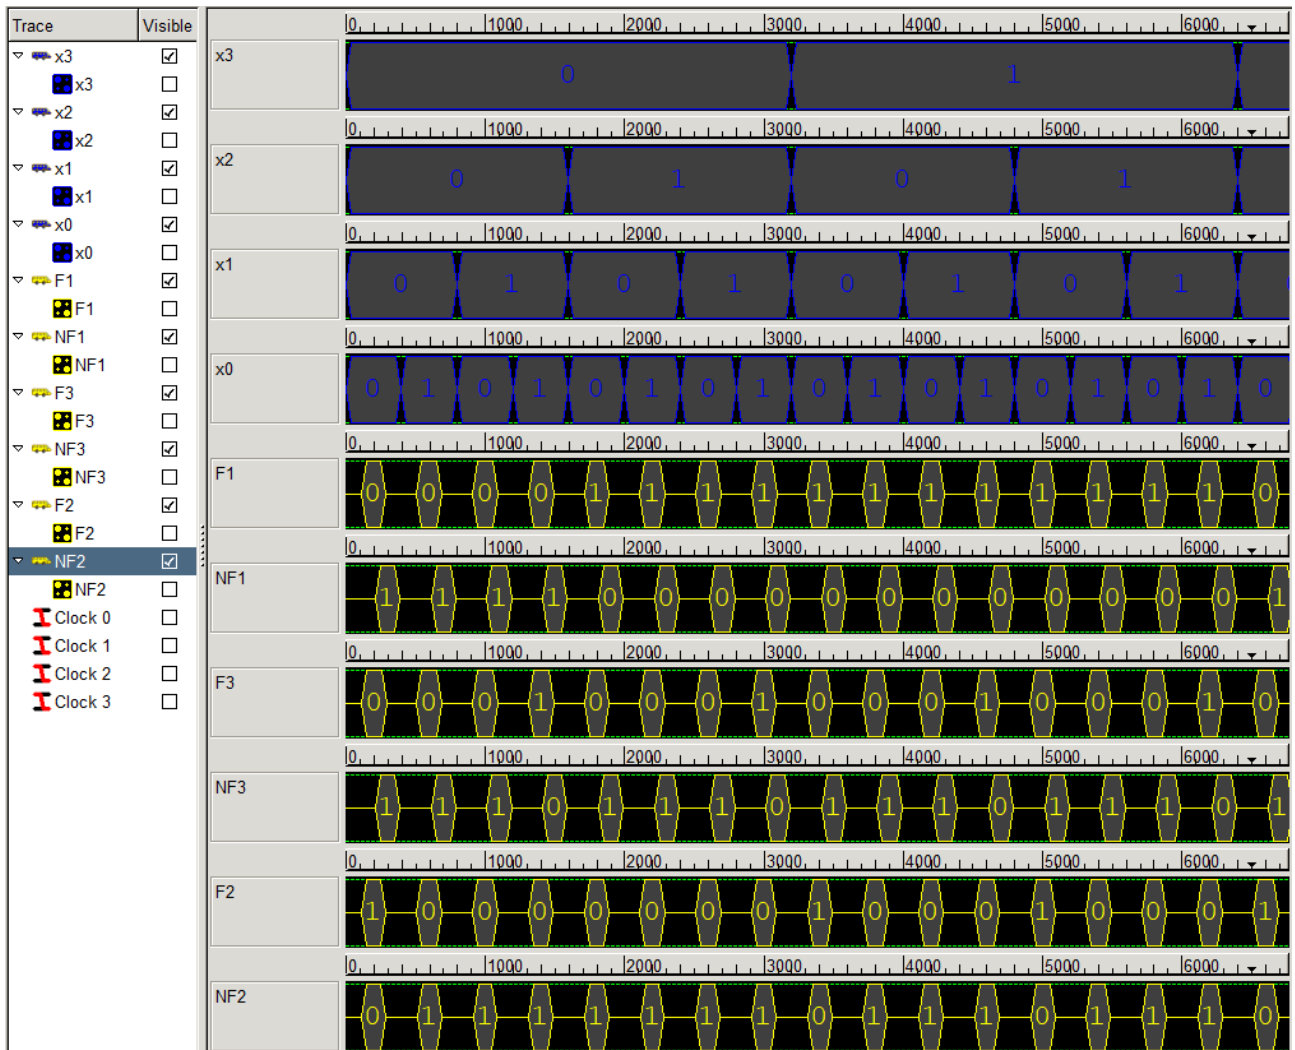 Trace Visible
x3
x3
x2
x2
x1
x1
x0
x0
F1
F1
NF1
NF1
F3
F3
NF3
NF3
F2
F2
NF2
NF2
Clock 0
Clock 1
Clock 2
Clock 3
0 1000 2000 3000 4000 5000 6000
x3 0 1
0 1000 2000 3000 4000 5000 6000
x2 0 1 0 1
0 1000 2000 3000 4000 5000 6000
x1 0 1 0 1 0 1 0 1
0 1000 2000 3000 4000 5000 6000
x0 0 1 0 1 0 1 0 1 0 1 0 1 0 1 0 1 0
0 1000 2000 3000 4000 5000 6000
F1 0 0 0 0 1 1 1 1 1 1 1 1 1 1 1 1 0
0 1000 2000 3000 4000 5000 6000
NF1 1 1 1 1 0 0 0 0 0 0 0 0 0 0 0 0 1
0 1000 2000 3000 4000 5000 6000
F3 0 0 0 1 0 0 0 1 0 0 0 1 0 0 0 1 0
0 1000 2000 3000 4000 5000 6000
NF3 1 1 1 0 1 1 1 0 1 1 1 0 1 1 1 0 1
0 1000 2000 3000 4000 5000 6000
F2 1 0 0 0 0 0 0 0 1 0 0 0 1 0 0 0 1
0 1000 2000 3000 4000 5000 6000
NF2 0 1 1 1 1 1 1 1 0 1 1 1 0 1 1 1 0